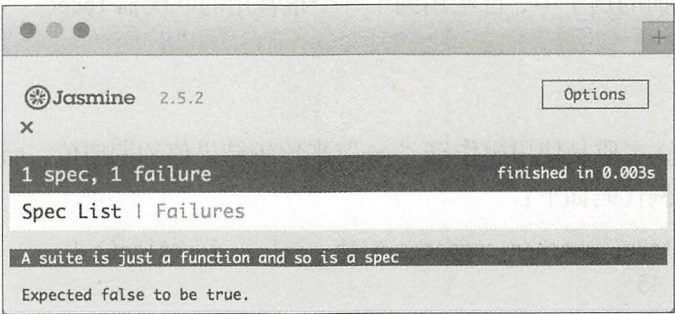 Jasmine 2.5.2
Options
×
1 spec, 1 failure
finished in 0.003s
Spec List | Failures
A suite is just a function and so is a spec
Expected false to be true.